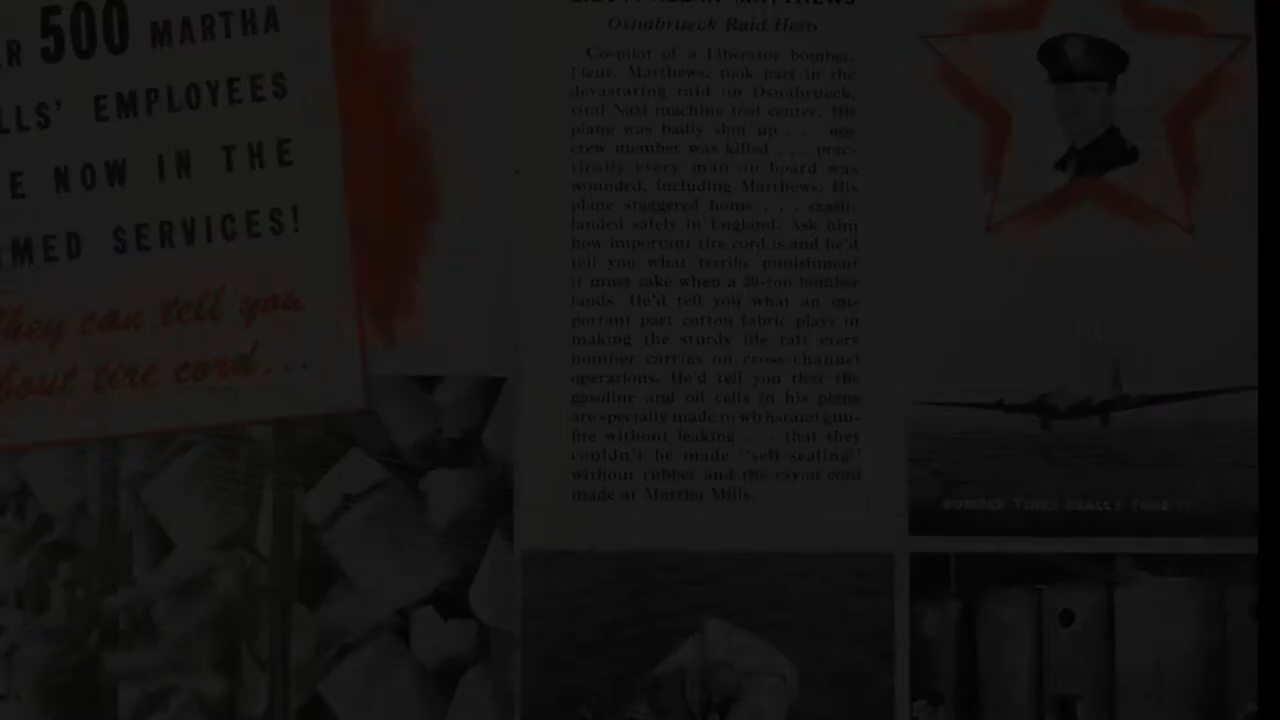 500 MARTHA
EMPLOYEES
NOW IN THE
SERVICES!
They can tell you
about tire cord...
MATTHEWS
Osnabrueck Raid Hero
Co-pilot of a Liberator bomber,
Lieut. Matthews, took part in the
devastating raid on Osnabrueck,
vital Nazi machine tool center. His
plane was badly shot up . . . one
crew member was killed . . . prac-
tically every man on board was
wounded, including Matthews. His
plane staggered home . . . crash-
landed safely in England. Ask him
how important tire cord is and he'd
tell you what terrific punishment
it must take when a 20-ton bomber
lands. He'd tell you what an im-
portant part cotton fabric plays in
making the sturdy life raft every
bomber carries on cross-channel
operations. He'd tell you that the
gasoline and oil cells in his plane
are specially made to withstand gun-
fire without leaking . . . that they
couldn't be made "self-sealing"
without rubber and the rayon cord
made at Martha Mills.
BOMBER TIRES REALLY TAKE IT